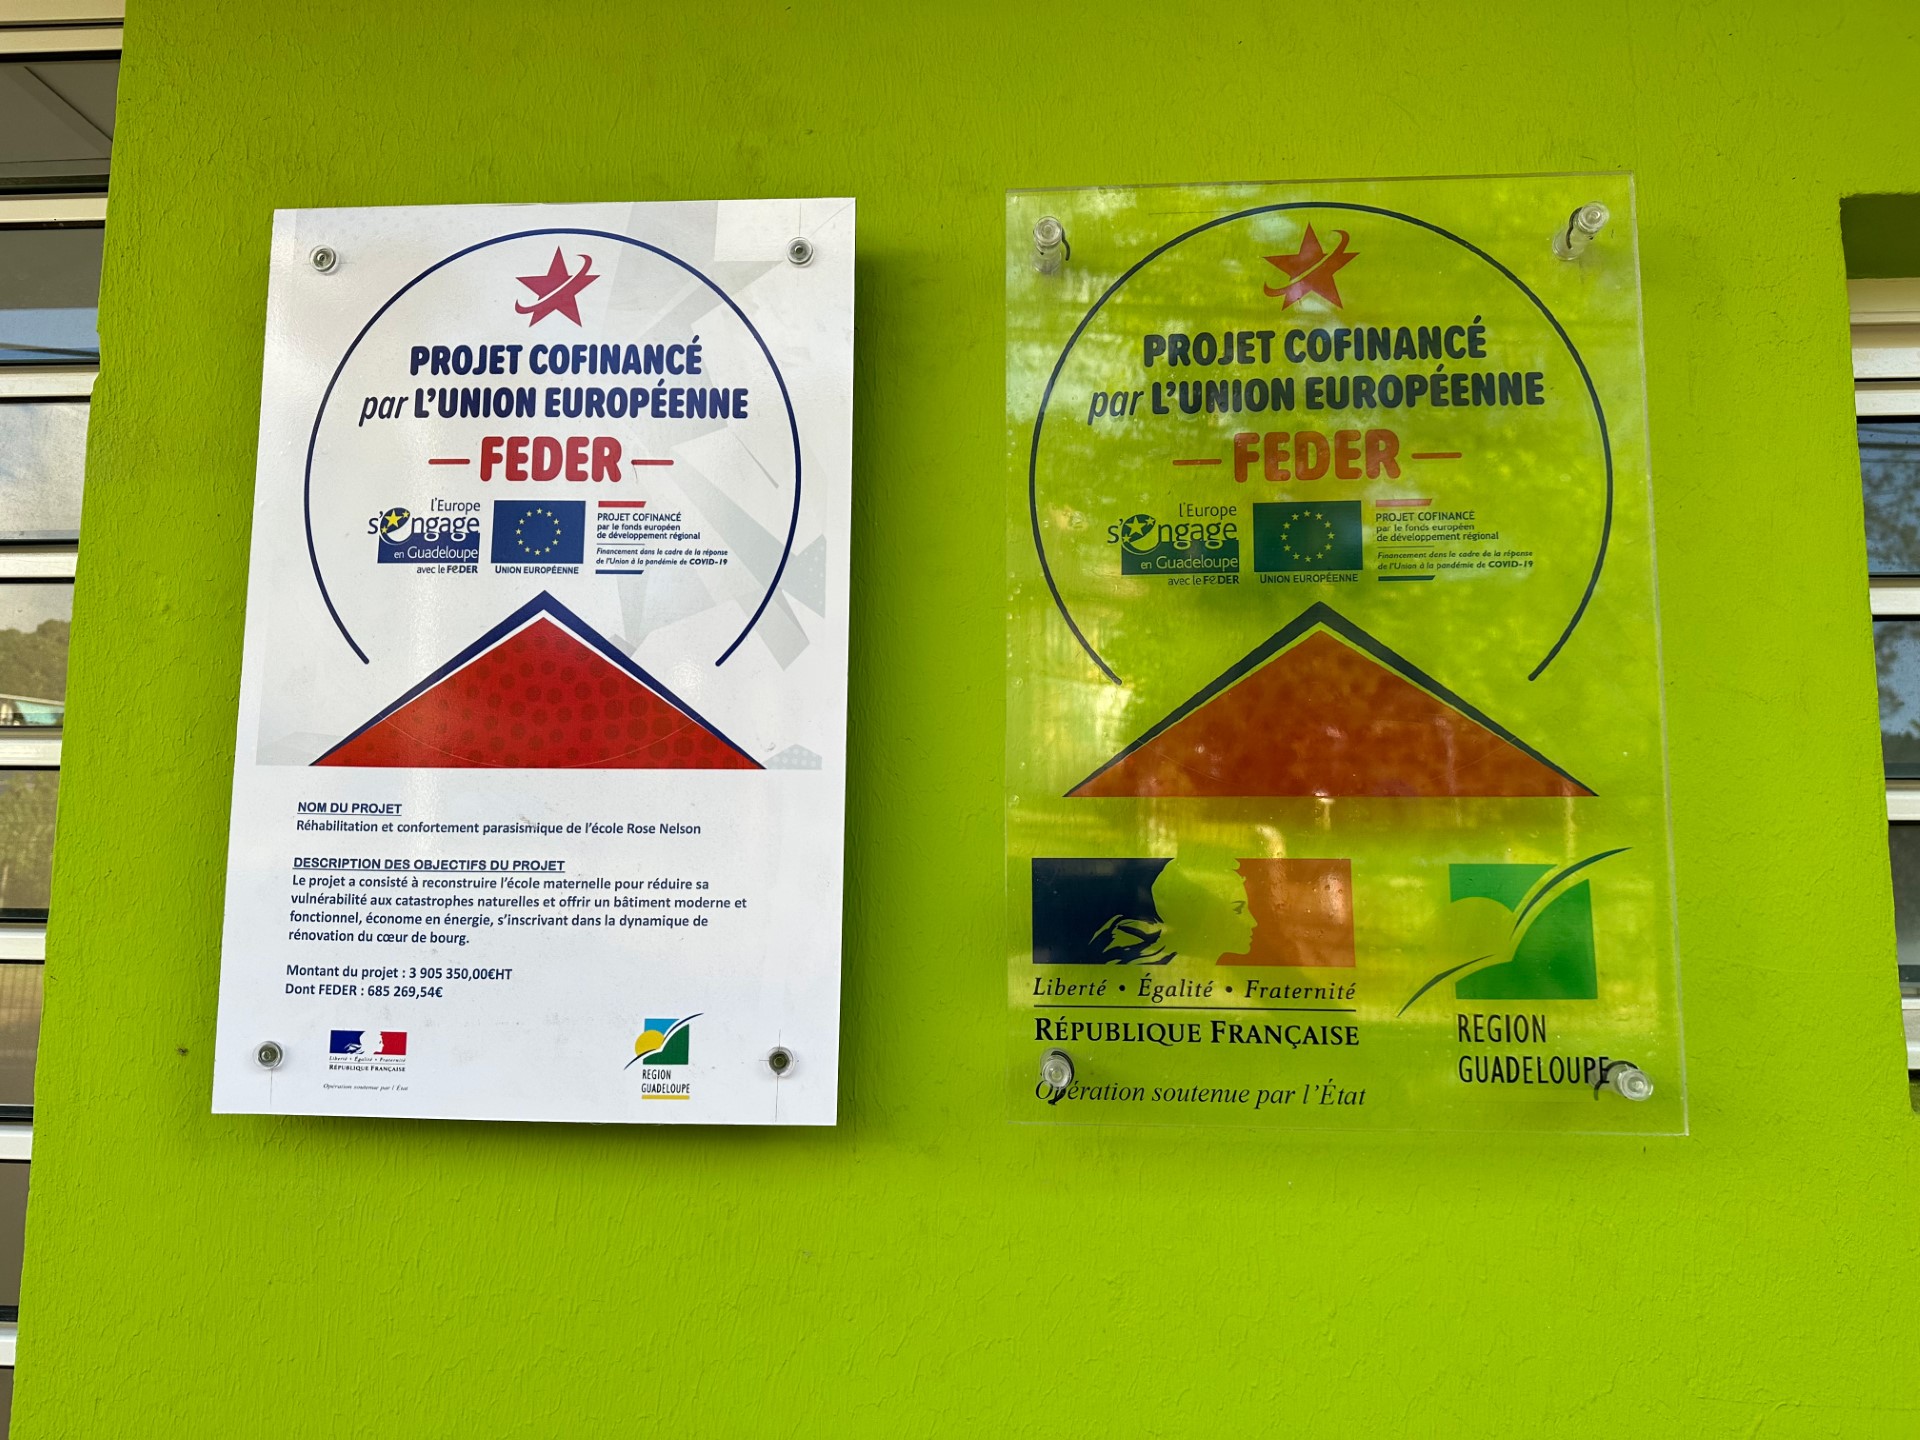 PROJET COFINANCÉ
par L'UNION EUROPÉENNE
— FEDER —
l'Europe
s'engage
en Guadeloupe
avec le FEDER
UNION EUROPÉENNE
PROJET COFINANCÉ
par le fonds européen
de développement régional
Financement dans le cadre de la réponse
de l'Union à la pandémie de COVID-19
NOM DU PROJET
Réhabilitation et confortement parasismique de l'école Rose Nelson
DESCRIPTION DES OBJECTIFS DU PROJET
Le projet a consisté à reconstruire l'école maternelle pour réduire sa
vulnérabilité aux catastrophes naturelles et offrir un bâtiment moderne et
fonctionnel, économe en énergie, s'inscrivant dans la dynamique de
rénovation du cœur de bourg.
Montant du projet : 3 905 350,00€HT
Dont FEDER : 685 269,54€
Liberté • Égalité • Fraternité
RÉPUBLIQUE FRANÇAISE
Opération soutenue par l'État
REGION
GUADELOUPE
PROJET COFINANCÉ
par L'UNION EUROPÉENNE
— FEDER —
l'Europe
s'engage
en Guadeloupe
avec le FEDER
UNION EUROPÉENNE
PROJET COFINANCÉ
par le fonds européen
de développement régional
Financement dans le cadre de la réponse
de l'Union à la pandémie de COVID-19
Liberté • Égalité • Fraternité
RÉPUBLIQUE FRANÇAISE
Opération soutenue par l'État
REGION
GUADELOUPE